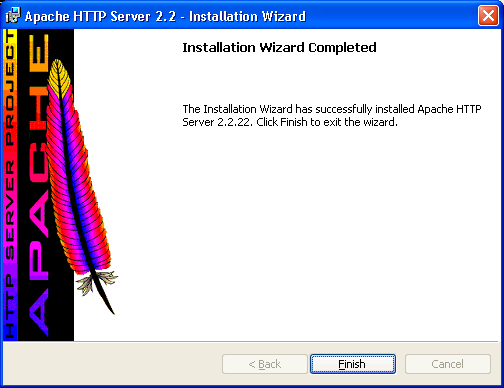 Apache HTTP Server 2.2 - Installation Wizard
Installation Wizard Completed
The Installation Wizard has successfully installed Apache HTTP
Server 2.2.22. Click Finish to exit the wizard.
HTTP SERVER PROJECT
APACHE
< Back
Finish
Cancel